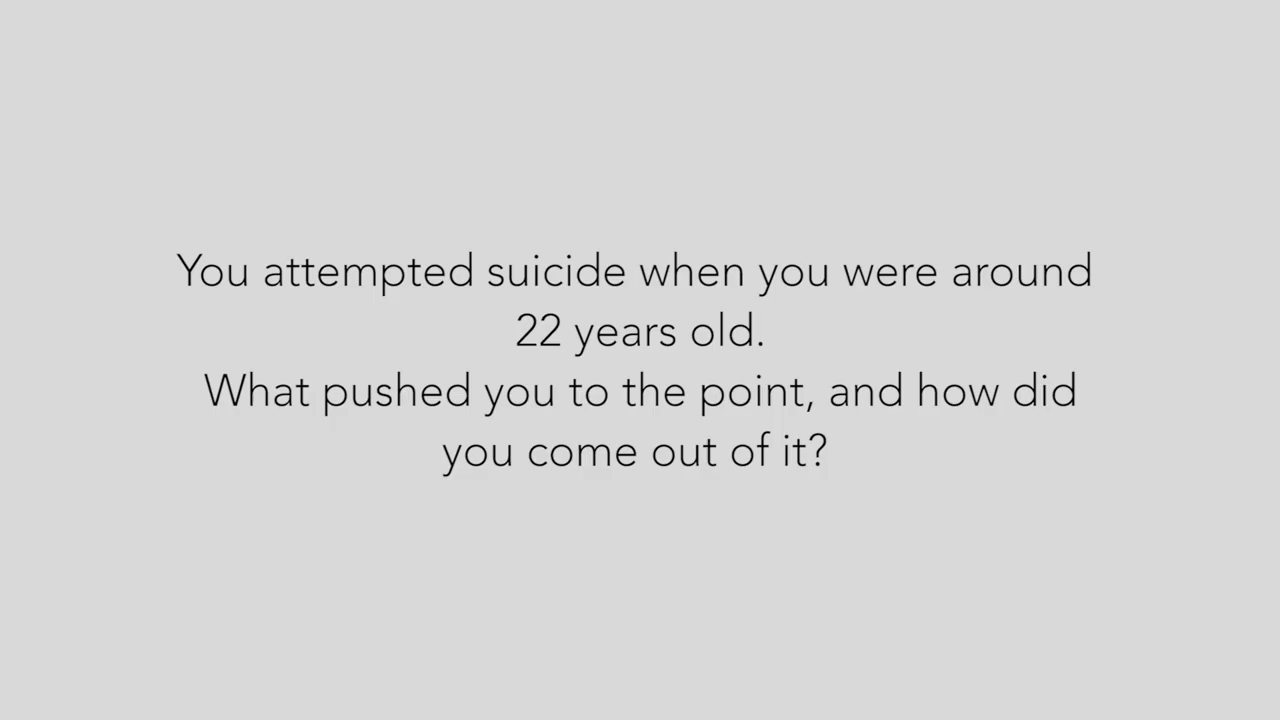 You attempted suicide when you were around
22 years old.
What pushed you to the point, and how did
you come out of it?